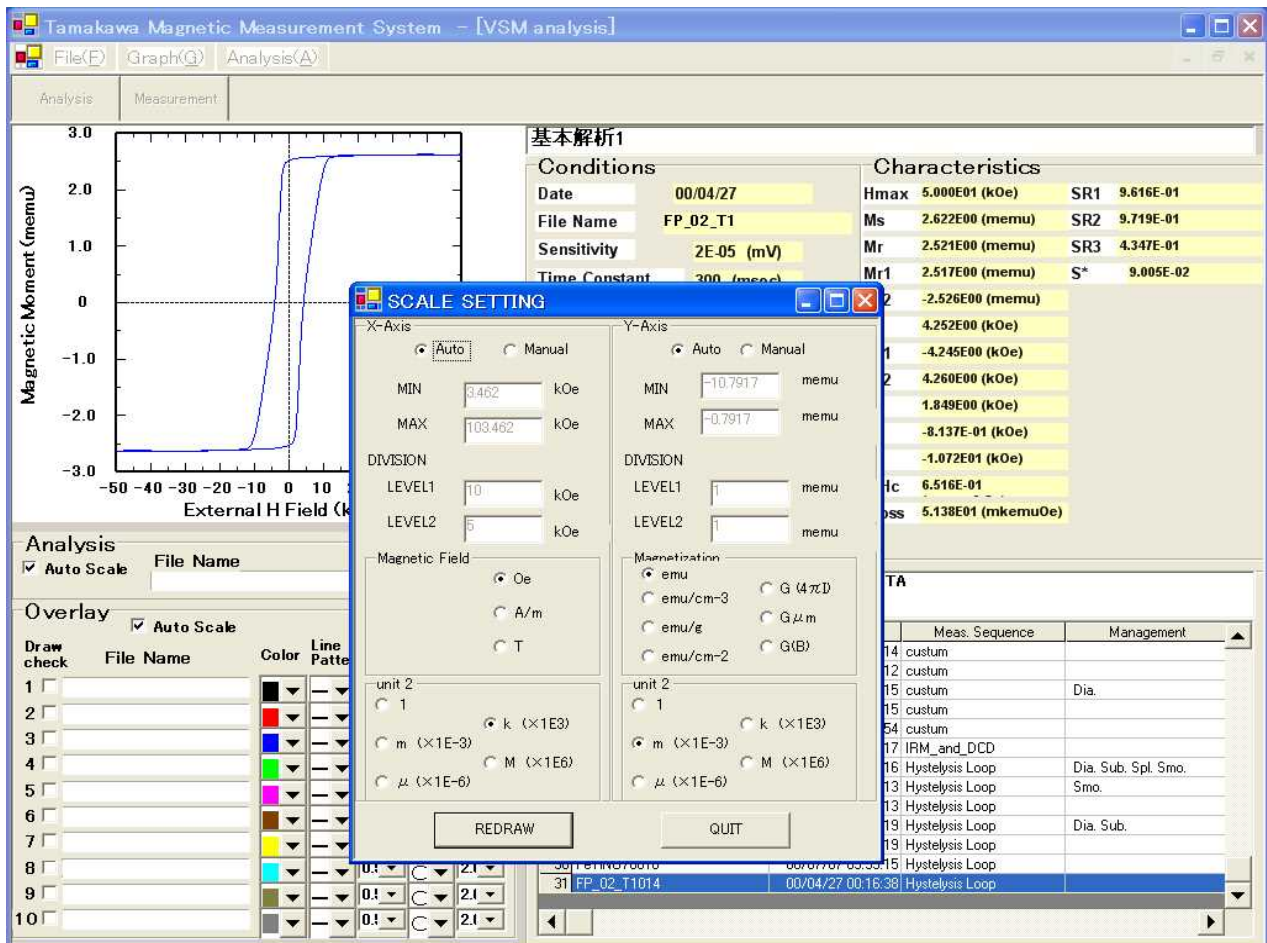 Tamakawa Magnetic Measurement System - [VSM analysis]
File(F) Graph(G) Analysis(A)
Analysis Measurement
3.0
2.0
1.0
0
-1.0
-2.0
-3.0
Magnetic Moment (memu)
-50 -40 -30 -20 -10 0 10
External H Field (k
基本解析1
Conditions
Date 00/04/27
File Name FP_02_T1
Sensitivity 2E-05 (mV)
Time Constant 300 (msec)
Characteristics
Hmax 5.000E01 (kOe) SR1 9.616E-01
Ms 2.622E00 (memu) SR2 9.719E-01
Mr 2.521E00 (memu) SR3 4.347E-01
Mr1 2.517E00 (memu) S* 9.005E-02
2 -2.526E00 (memu)
4.252E00 (kOe)
1 -4.245E00 (kOe)
2 4.260E00 (kOe)
1.849E00 (kOe)
-8.137E-01 (kOe)
-1.072E01 (kOe)
Hc 6.516E-01
oss 5.138E01 (mkemuOe)
SCALE SETTING
X-Axis
Auto Manual
MIN 3.462 kOe
MAX 103.462 kOe
DIVISION
LEVEL1 10 kOe
LEVEL2 5 kOe
Y-Axis
Auto Manual
MIN -10.7917 memu
MAX -0.7917 memu
DIVISION
LEVEL1 1 memu
LEVEL2 1 memu
Magnetic Field
Oe
A/m
T
Magnetization
emu
emu/cm-3
emu/g
emu/cm-2
G (4πI)
Gμm
G(B)
unit 2
1
m (×1E-3)
μ (×1E-6)
k (×1E3)
M (×1E6)
unit 2
1
m (×1E-3)
μ (×1E-6)
k (×1E3)
M (×1E6)
REDRAW QUIT
Analysis
Auto Scale File Name
Overlay
Auto Scale
Draw check File Name Color Line Patte
1
2
3
4
5
6
7
8 2.(
9 0.! 2.(
10 0.! 2.(
TA
Meas. Sequence Management
14 custum
12 custum
15 custum Dia.
15 custum
54 custum
17 IRM_and_DCD
16 Hystelysis Loop Dia. Sub. Spl. Smo.
13 Hystelysis Loop Smo.
13 Hystelysis Loop
19 Hystelysis Loop Dia. Sub.
19 Hystelysis Loop
15 Hystelysis Loop
31 FP_02_T1014 00/04/27 00:16:38 Hystelysis Loop